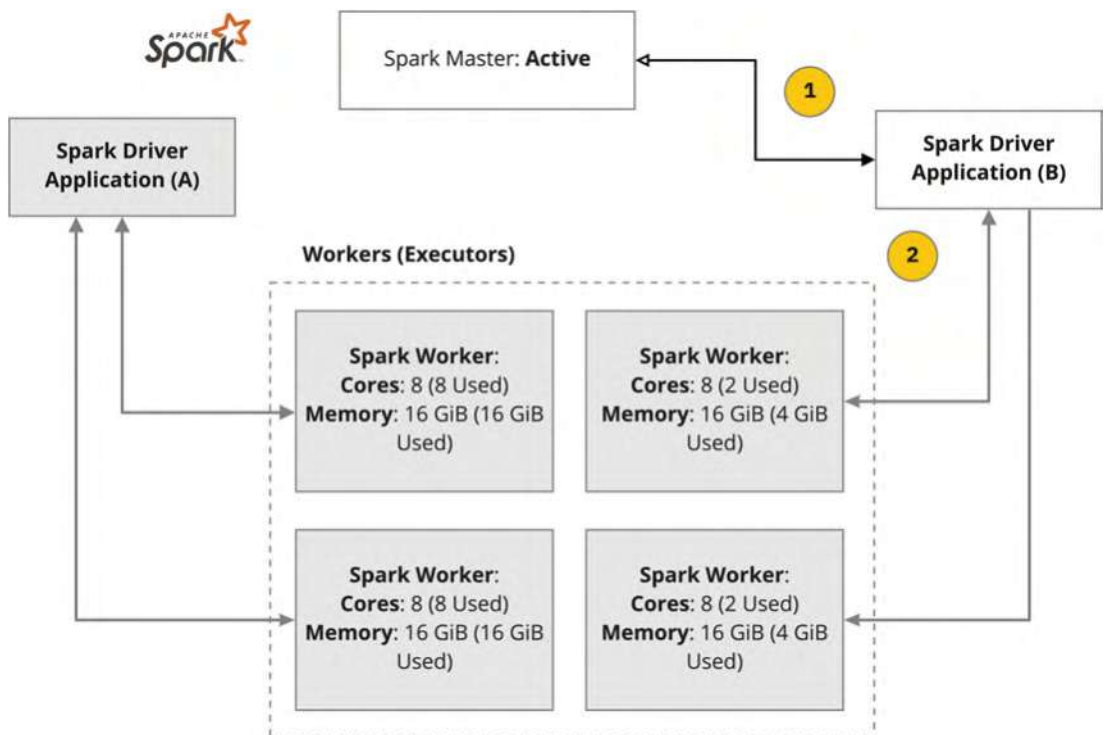 APACHE
Spark
Spark Master: Active
1
Spark Driver
Application (A)
Spark Driver
Application (B)
2
Workers (Executors)
Spark Worker:
Cores: 8 (8 Used)
Memory: 16 GiB (16 GiB
Used)
Spark Worker:
Cores: 8 (2 Used)
Memory: 16 GiB (4 GiB
Used)
Spark Worker:
Cores: 8 (8 Used)
Memory: 16 GiB (16 GiB
Used)
Spark Worker:
Cores: 8 (2 Used)
Memory: 16 GiB (4 GiB
Used)